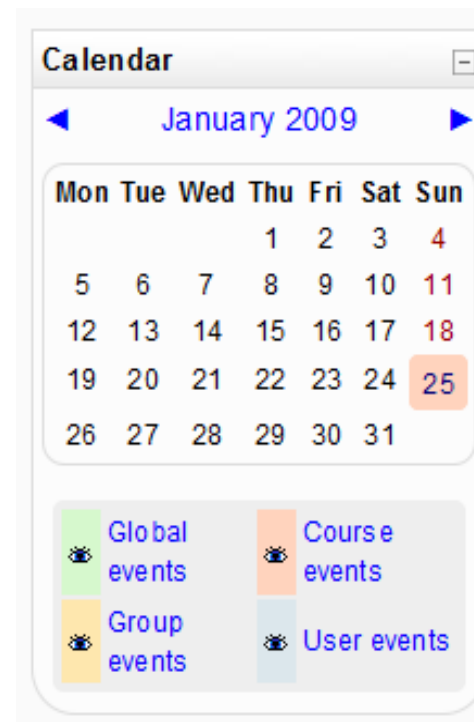 Calendar
January 2009
Mon Tue Wed Thu Fri Sat Sun
1 2 3 4
5 6 7 8 9 10 11
12 13 14 15 16 17 18
19 20 21 22 23 24 25
26 27 28 29 30 31
Global events
Course events
Group events
User events